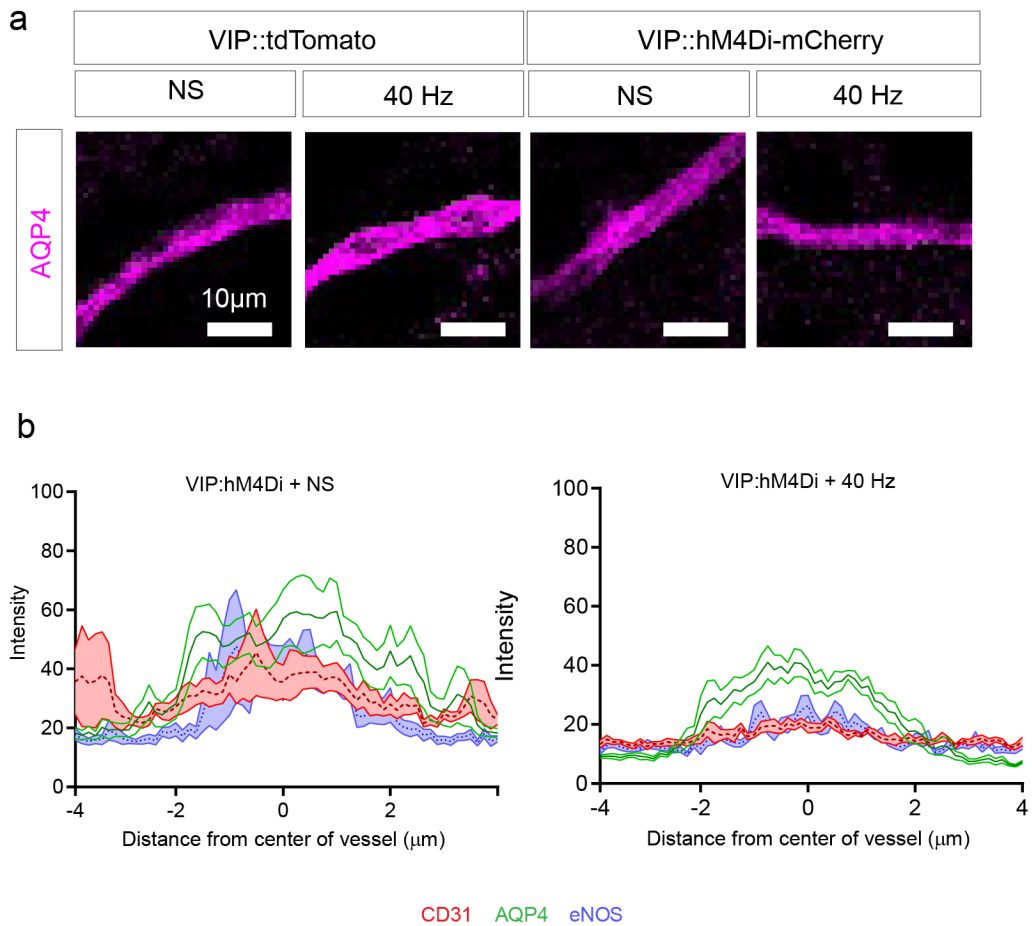 a
VIP::tdTomato
VIP::hM4Di-mCherry
NS
40 Hz
NS
40 Hz
AQP4
10μm
b
VIP:hM4Di + NS
100
80
60
40
20
0
-4
-2
0
2
Intensity
Distance from center of vessel (μm)
VIP:hM4Di + 40 Hz
100
80
60
40
20
0
-4
-2
0
2
4
Intensity
Distance from center of vessel (μm)
CD31 AQP4 eNOS